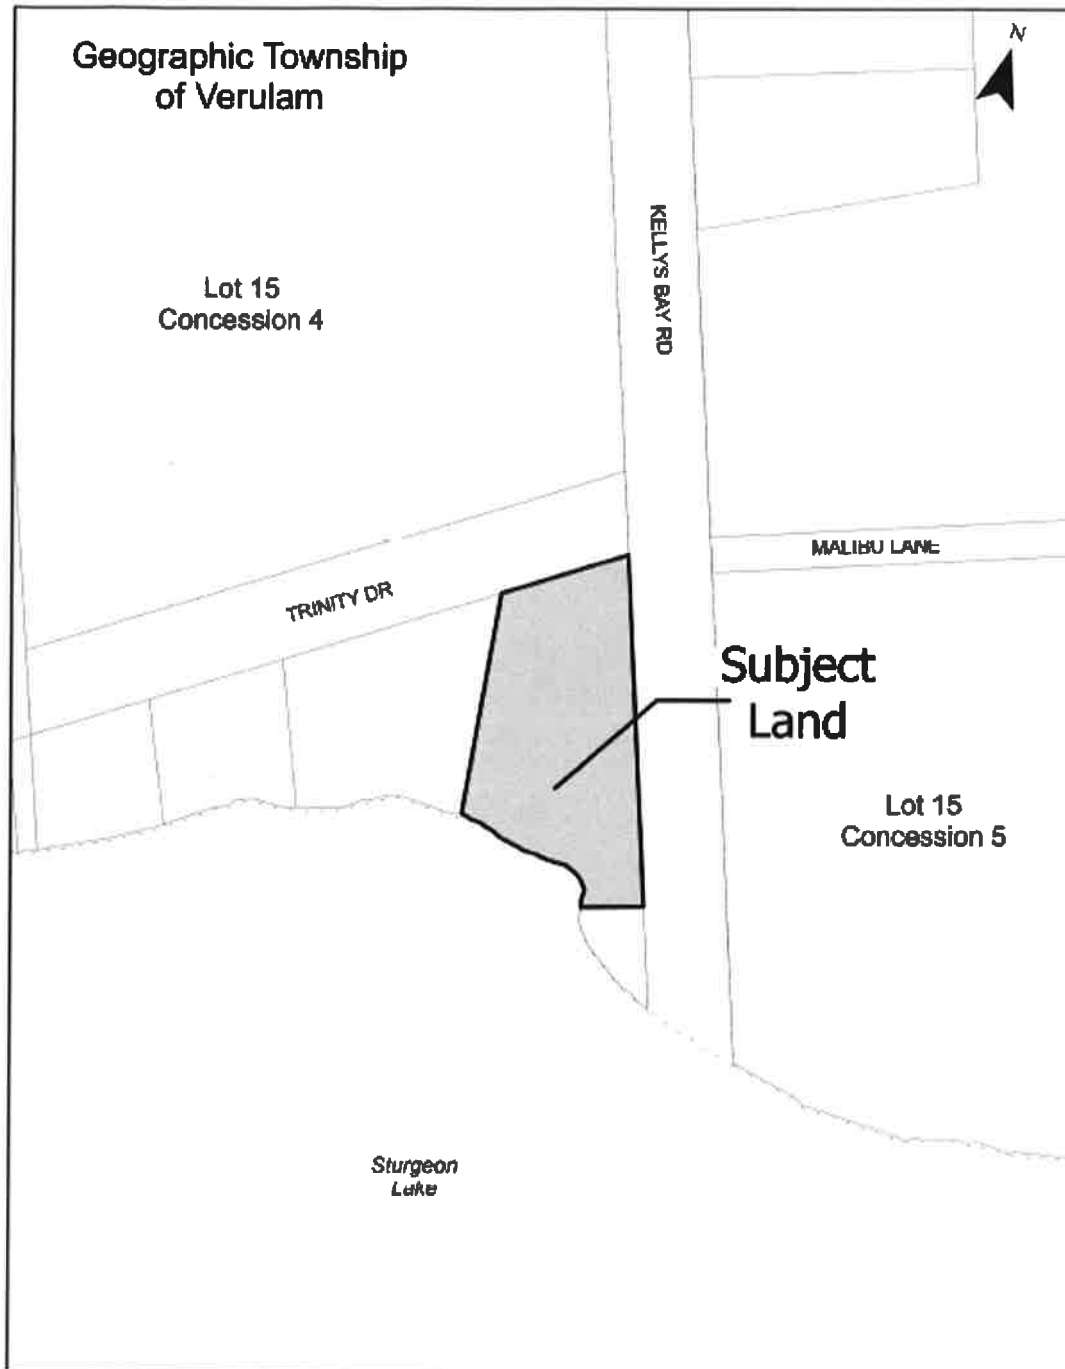 Geographic Township
of Verulam
N
KELLYS BAY RD
Lot 15
Concession 4
MALIBU LANE
TRINITY DR
Subject
Land
Lot 15
Concession 5
Sturgeon
Lake